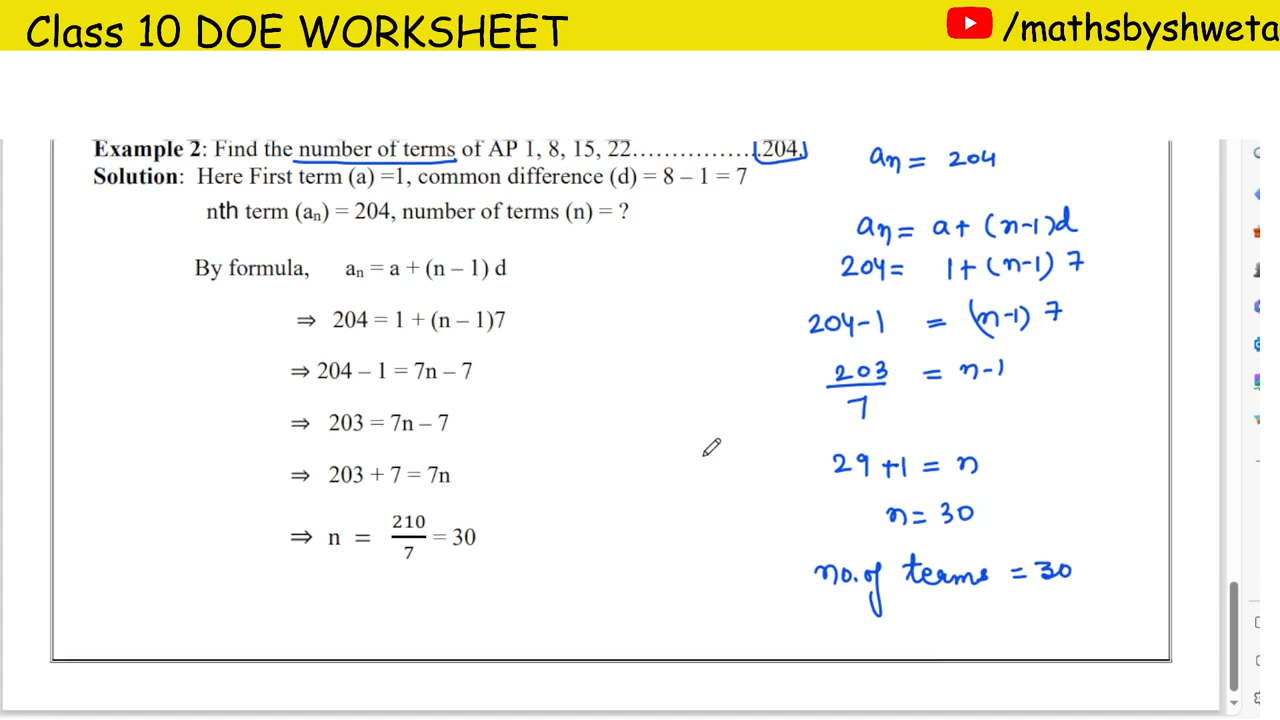 Class 10 DOE WORKSHEET
/mathsbyshweta
Example 2: Find the number of terms of AP 1, 8, 15, 22................204.
Solution: Here First term (a) =1, common difference (d) = 8 – 1 = 7
nth term (aₙ) = 204, number of terms (n) = ?
By formula, aₙ = a + (n – 1) d
⇒ 204 = 1 + (n – 1)7
⇒ 204 – 1 = 7n – 7
⇒ 203 = 7n – 7
⇒ 203 + 7 = 7n
⇒ n = 210/7 = 30
aₙ = 204
aₙ = a + (n-1)d
204 = 1 + (n-1) 7
204-1 = (n-1) 7
203/7 = n-1
29 +1 = n
n = 30
no. of terms = 30